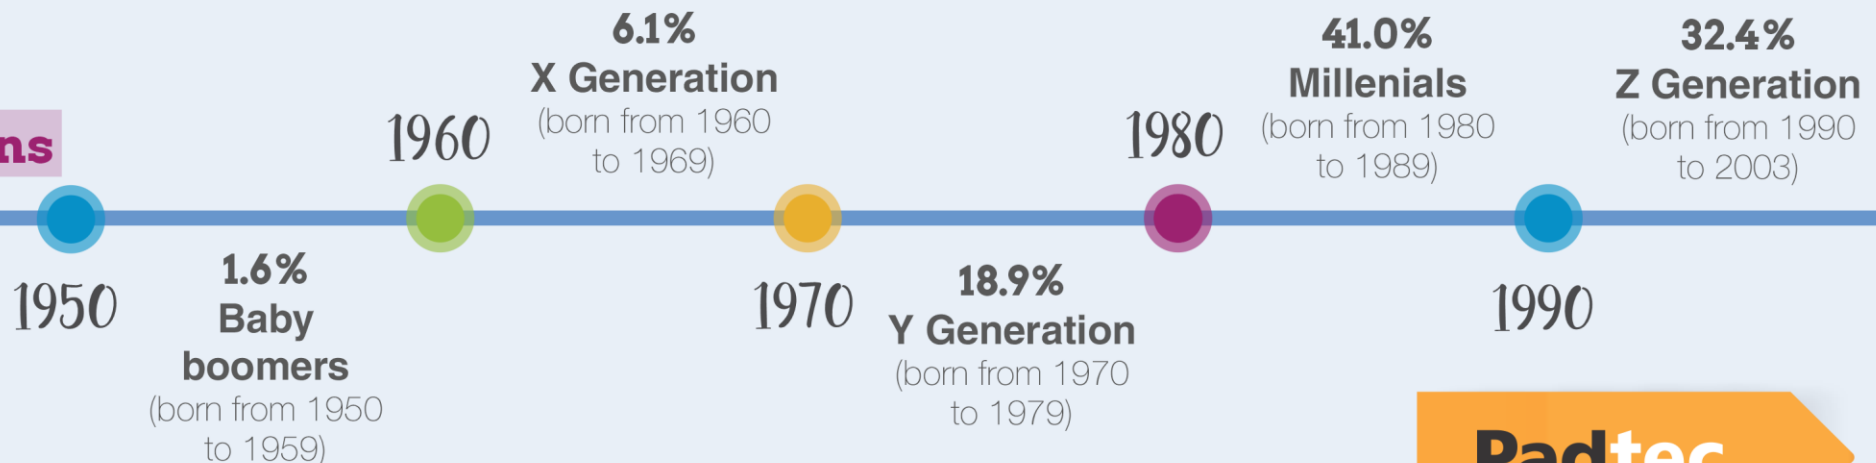 ns
1950
1.6%
Baby
boomers
(born from 1950
to 1959)
1960
6.1%
X Generation
(born from 1960
to 1969)
1970
18.9%
Y Generation
(born from 1970
to 1979)
1980
41.0%
Millenials
(born from 1980
to 1989)
1990
32.4%
Z Generation
(born from 1990
to 2003)
Padtec